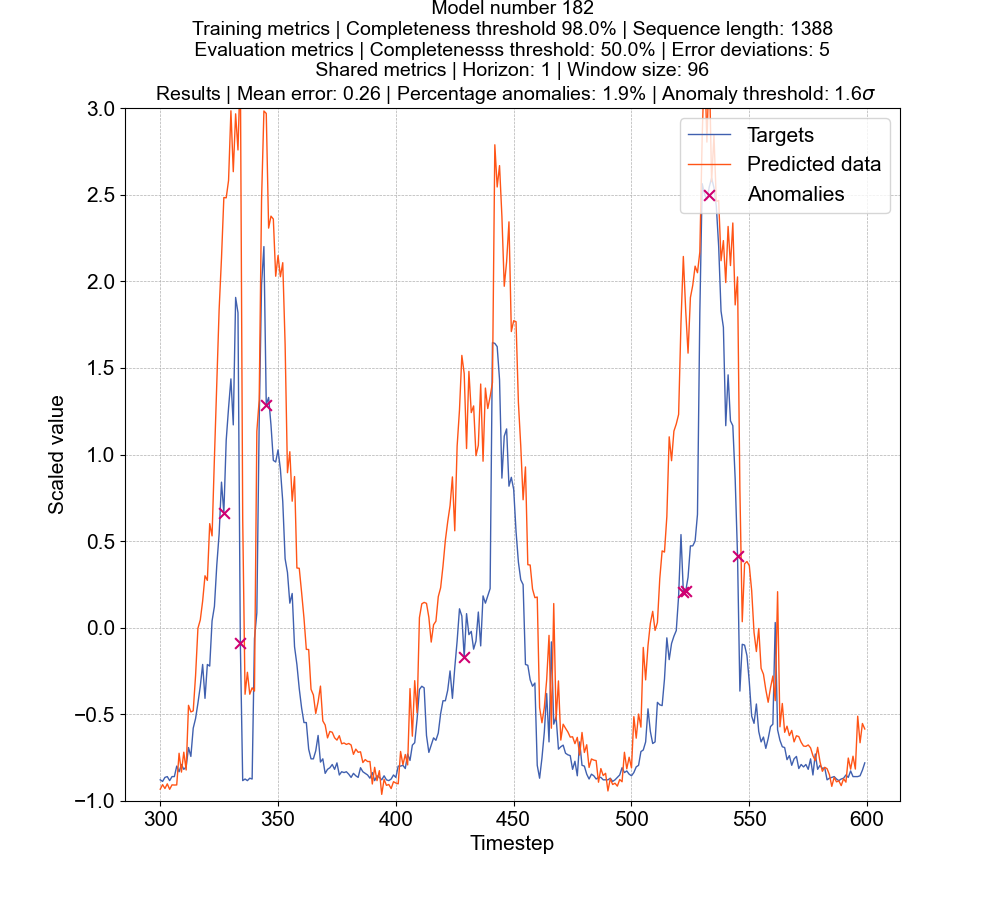 Model number 182
Training metrics | Completeness threshold 98.0% | Sequence length: 1388
Evaluation metrics | Completenesss threshold: 50.0% | Error deviations: 5
Shared metrics | Horizon: 1 | Window size: 96
Results | Mean error: 0.26 | Percentage anomalies: 1.9% | Anomaly threshold: 1.6σ
Targets
Predicted data
Anomalies
3.0
2.5
2.0
1.5
1.0
0.5
0.0
−0.5
−1.0
Scaled value
300
350
400
450
500
550
600
Timestep